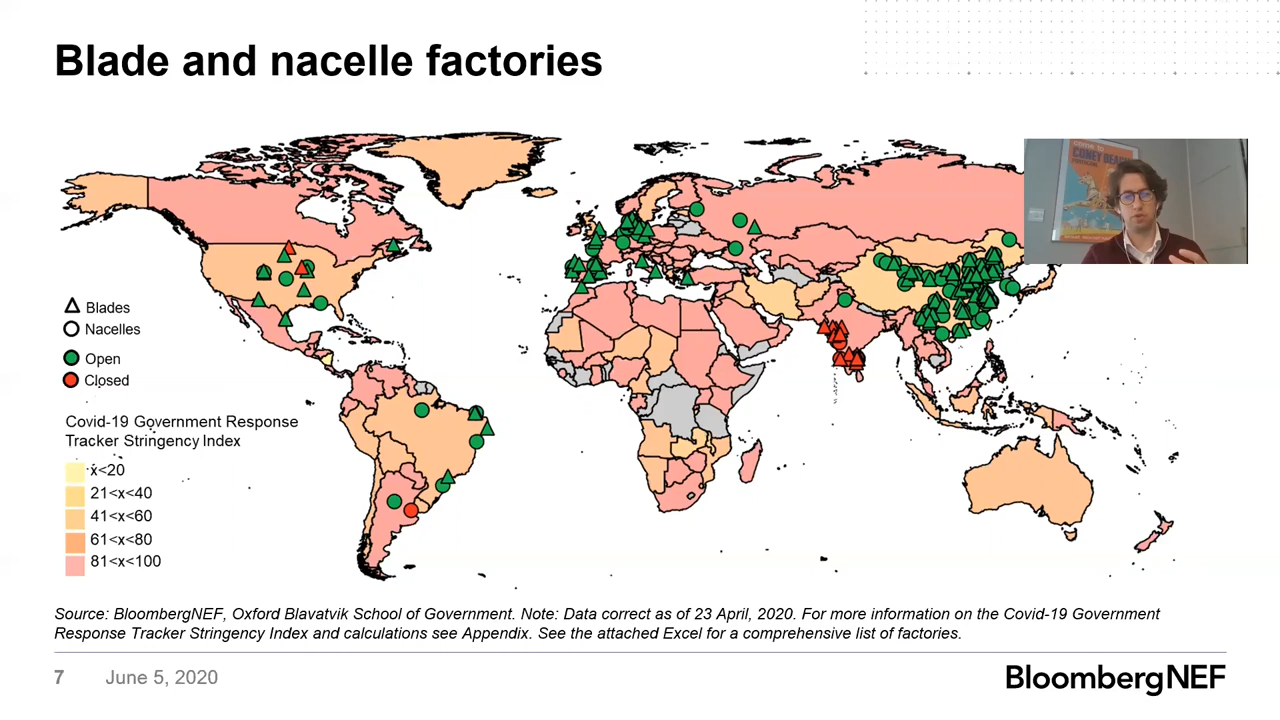 Blade and nacelle factories
CONEY BEACH
Blades
Nacelles
Open
Closed
Covid-19 Government Response
Tracker Stringency Index
x<20
21<x<40
41<x<60
61<x<80
81<x<100
Source: BloombergNEF, Oxford Blavatvik School of Government. Note: Data correct as of 23 April, 2020. For more information on the Covid-19 Government
Response Tracker Stringency Index and calculations see Appendix. See the attached Excel for a comprehensive list of factories.
7 June 5, 2020
BloombergNEF